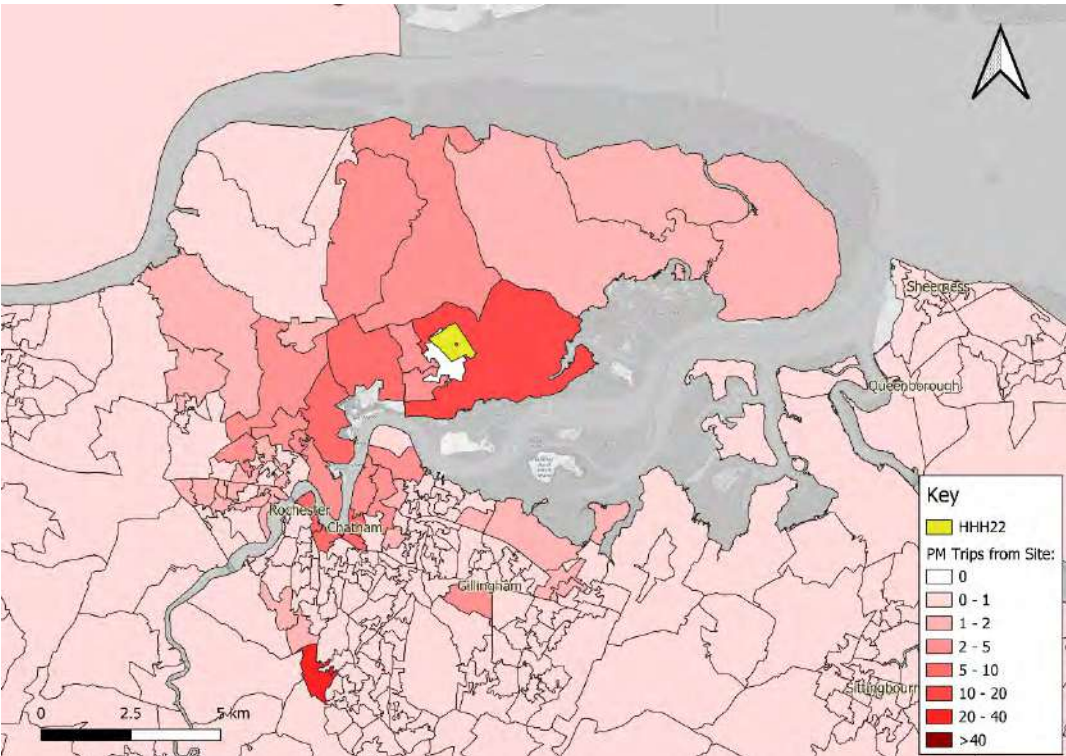 Sheerness
Queenborough
Rochester
Chatham
Gillingham
Key
HHH22
PM Trips from Site:
0
0 - 1
1 - 2
2 - 5
5 - 10
10 - 20
20 - 40
>40
0 2.5 5 km